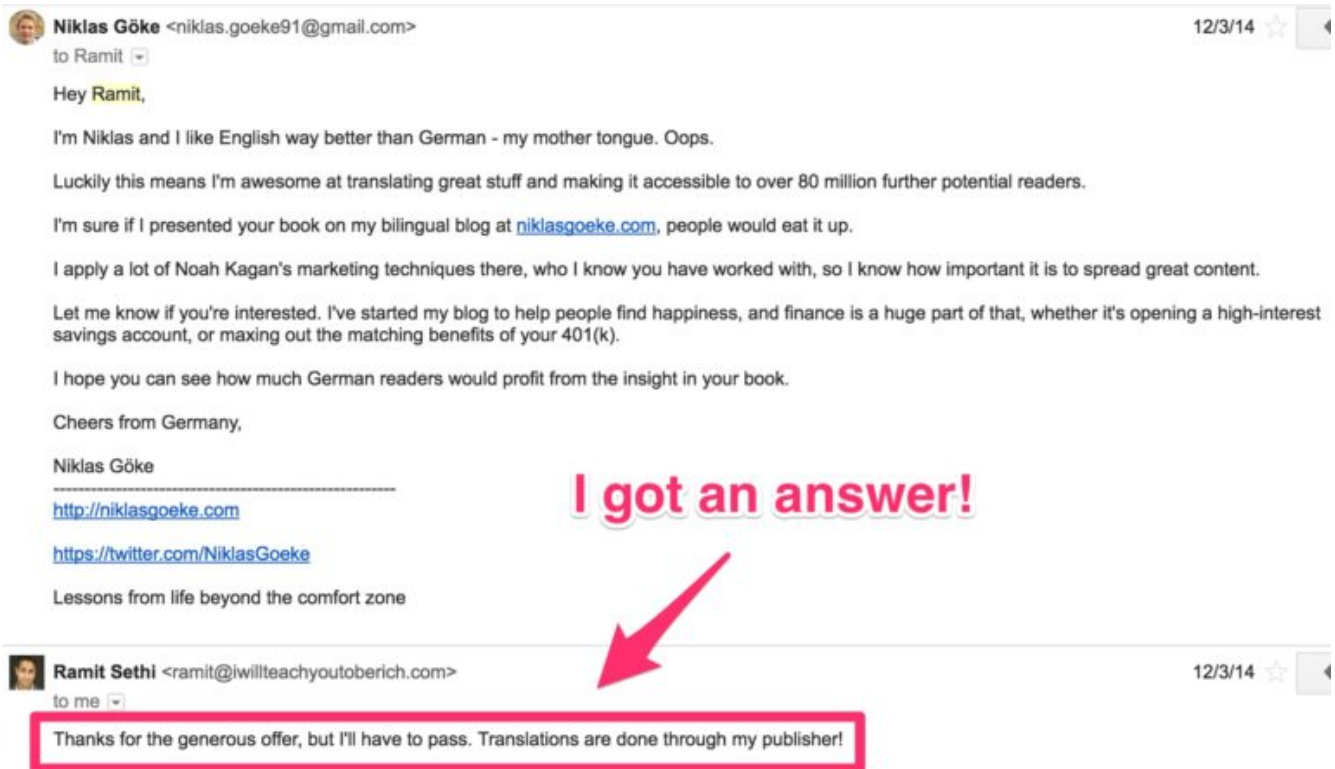 Niklas Göke <niklas.goeke91@gmail.com> 12/3/14
to Ramit
Hey Ramit,
I'm Niklas and I like English way better than German - my mother tongue. Oops.
Luckily this means I'm awesome at translating great stuff and making it accessible to over 80 million further potential readers.
I'm sure if I presented your book on my bilingual blog at niklasgoeke.com, people would eat it up.
I apply a lot of Noah Kagan's marketing techniques there, who I know you have worked with, so I know how important it is to spread great content.
Let me know if you're interested. I've started my blog to help people find happiness, and finance is a huge part of that, whether it's opening a high-interest
savings account, or maxing out the matching benefits of your 401(k).
I hope you can see how much German readers would profit from the insight in your book.
Cheers from Germany,
Niklas Göke
------------------------------------------------------------
http://niklasgoeke.com
https://twitter.com/NiklasGoeke
Lessons from life beyond the comfort zone
I got an answer!
Ramit Sethi <ramit@iwillteachyoutoberich.com> 12/3/14
to me
Thanks for the generous offer, but I'll have to pass. Translations are done through my publisher!